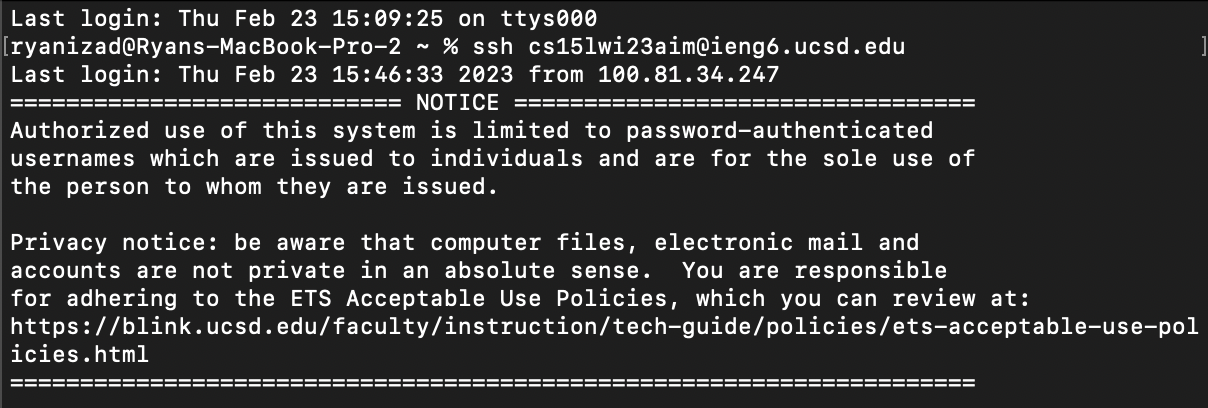 Last login: Thu Feb 23 15:09:25 on ttys000
[ryanizad@Ryans-MacBook-Pro-2 ~ % ssh cs15lwi23aim@ieng6.ucsd.edu ]
Last login: Thu Feb 23 15:46:33 2023 from 100.81.34.247
============================ NOTICE =================================
Authorized use of this system is limited to password-authenticated
usernames which are issued to individuals and are for the sole use of
the person to whom they are issued.

Privacy notice: be aware that computer files, electronic mail and
accounts are not private in an absolute sense.  You are responsible
for adhering to the ETS Acceptable Use Policies, which you can review at:
https://blink.ucsd.edu/faculty/instruction/tech-guide/policies/ets-acceptable-use-pol
icies.html
=====================================================================